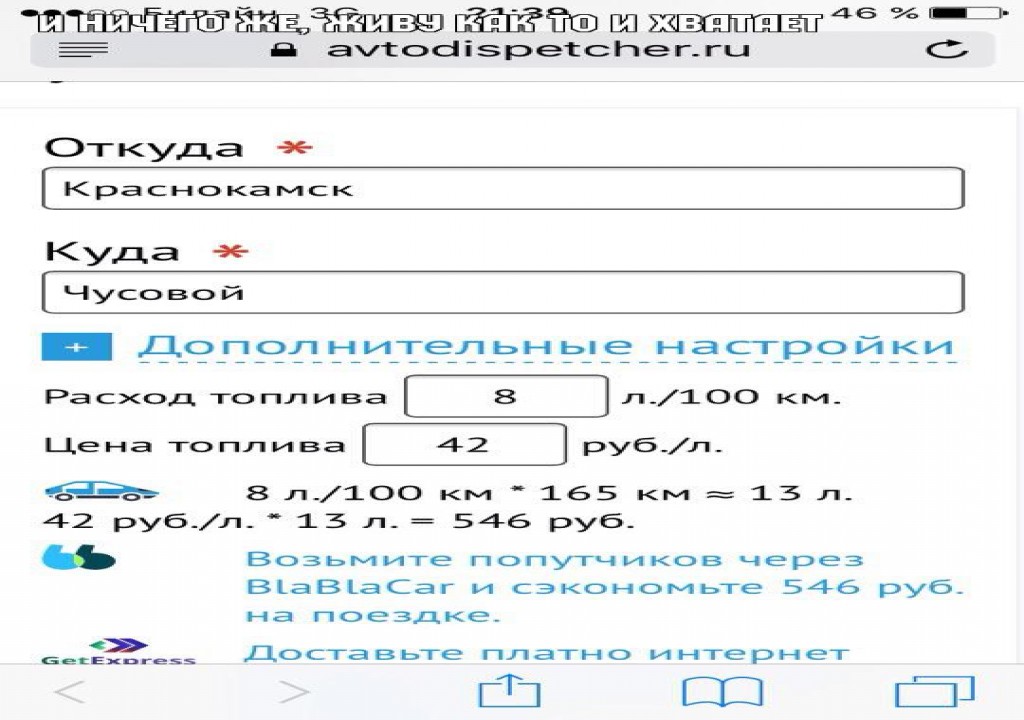 Билайн 3G 21:39 46 %
И НИЧЕГО ЖЕ, ЖИВУ КАК ТО И ХВАТАЕТ
avtodispetcher.ru
Откуда *
Краснокамск
Куда *
Чусовой
+ Дополнительные настройки
Расход топлива 8 л./100 км.
Цена топлива 42 руб./л.
8 л./100 км * 165 км ≈ 13 л.
42 руб./л. * 13 л. = 546 руб.
Возьмите попутчиков через
BlaBlaCar и сэкономьте 546 руб.
на поездке.
GetExpress Доставьте платно интернет